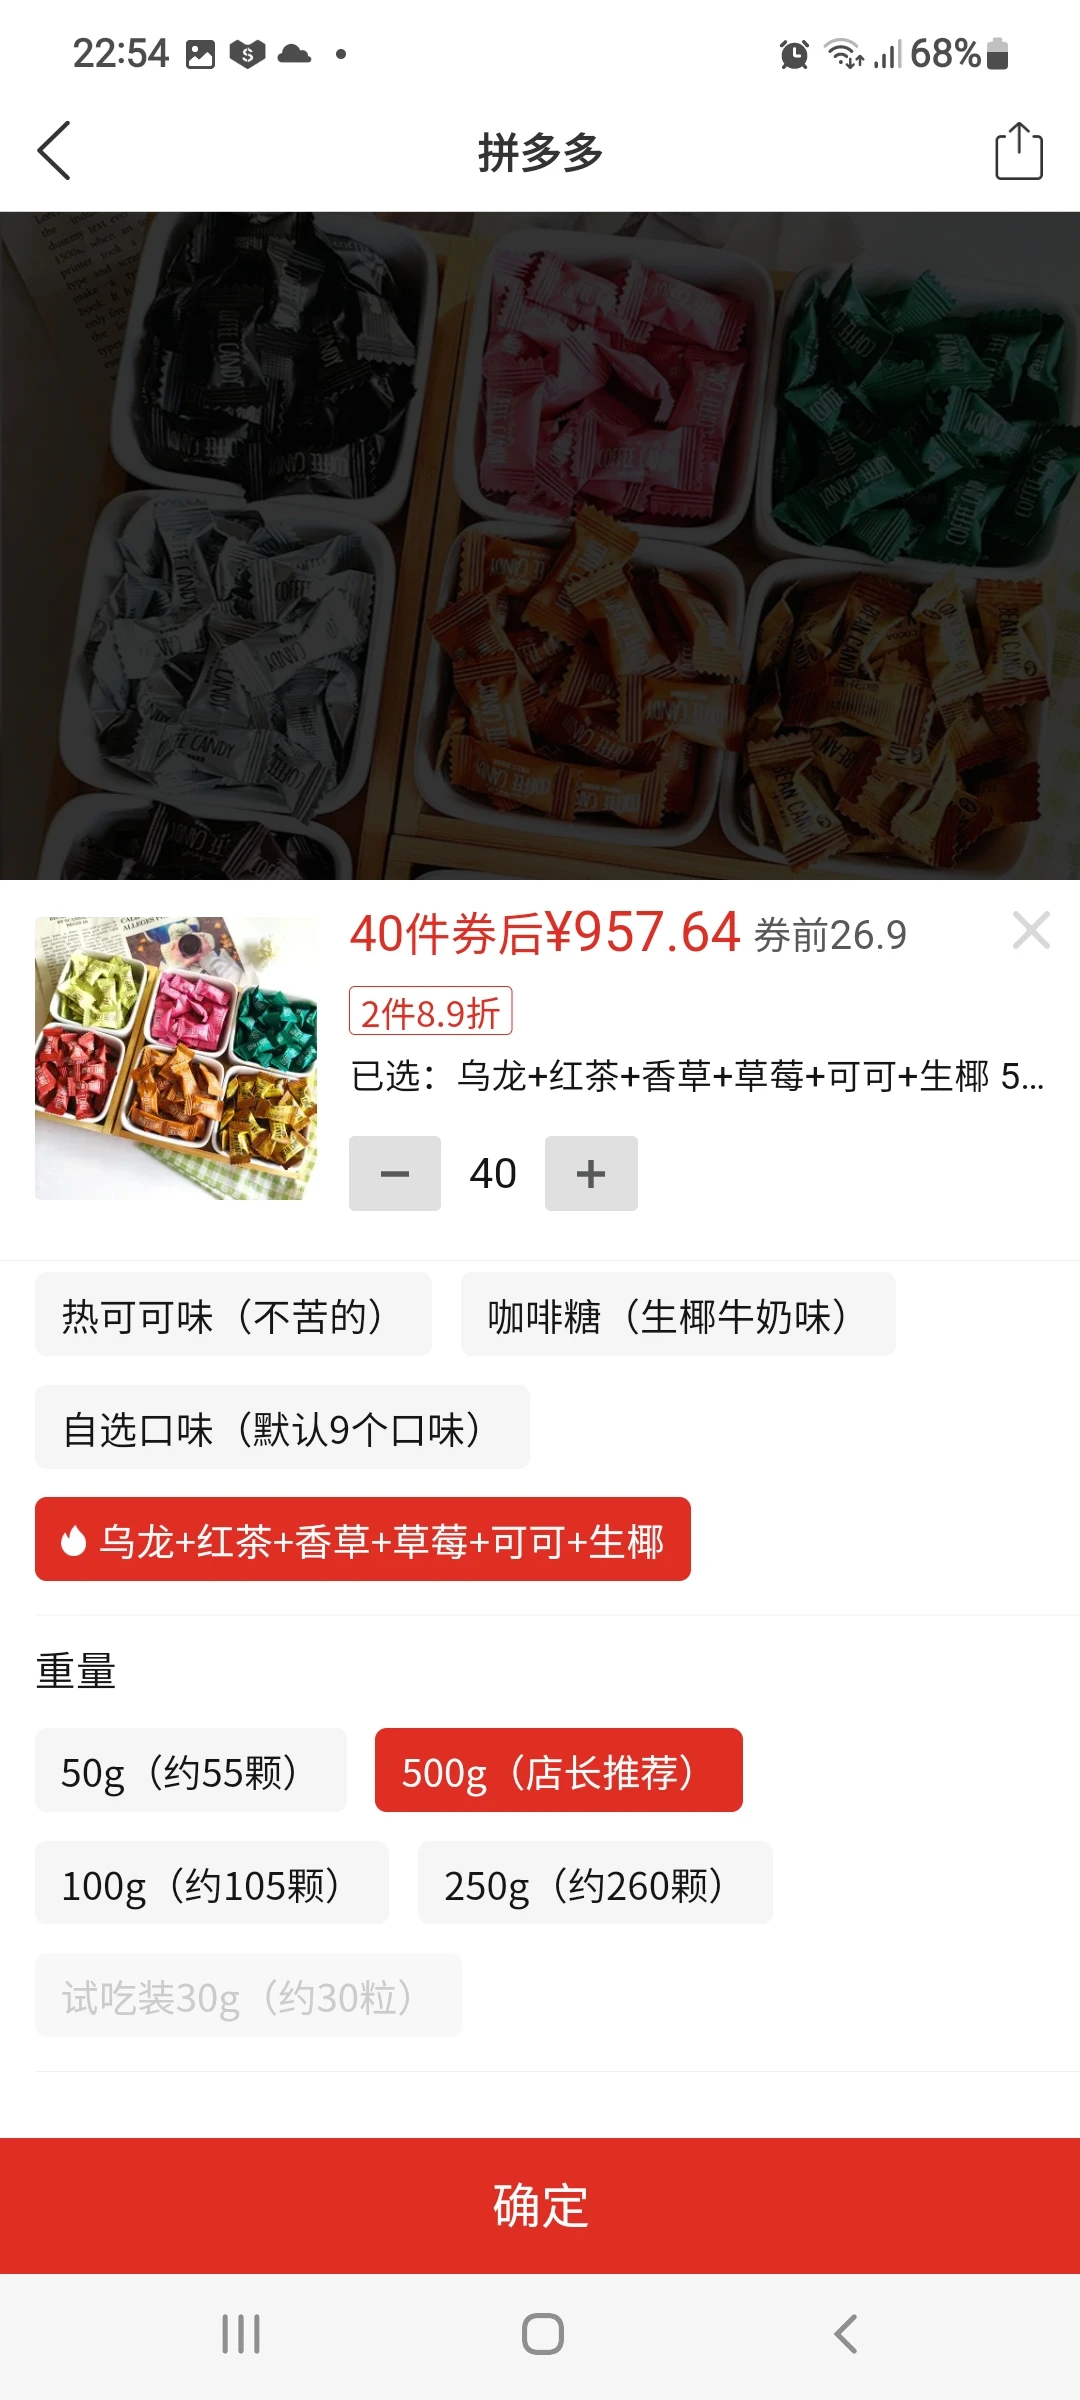 22:54
68%
拼多多
COFFEE CANDY
40件券后¥957.64 券前26.9
2件8.9折
已选：乌龙+红茶+香草+草莓+可可+生椰 5...
40
热可可味（不苦的）
咖啡糖（生椰牛奶味）
自选口味（默认9个口味）
乌龙+红茶+香草+草莓+可可+生椰
重量
50g（约55颗）
500g（店长推荐）
100g（约105颗）
250g（约260颗）
试吃装30g（约30粒）
确定